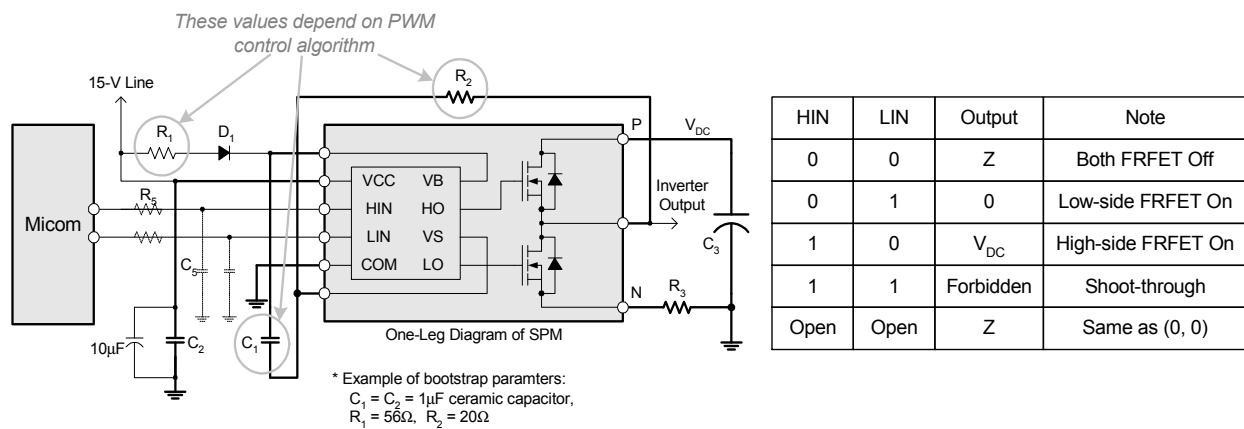 These values depend on PWM
control algorithm
R2
15-V Line
R1
D1
P
VDC
VCC
VB
R5
HIN
HO
Inverter
Output
Micom
LIN
VS
C3
C5
COM
LO
N
R3
One-Leg Diagram of SPM
10μF
C2
C1
* Example of bootstrap paramters:
C1 = C2 = 1μF ceramic capacitor,
R1 = 56Ω, R2 = 20Ω
HIN LIN Output Note
0 0 Z Both FRFET Off
0 1 0 Low-side FRFET On
1 0 VDC High-side FRFET On
1 1 Forbidden Shoot-through
Open Open Z Same as (0, 0)